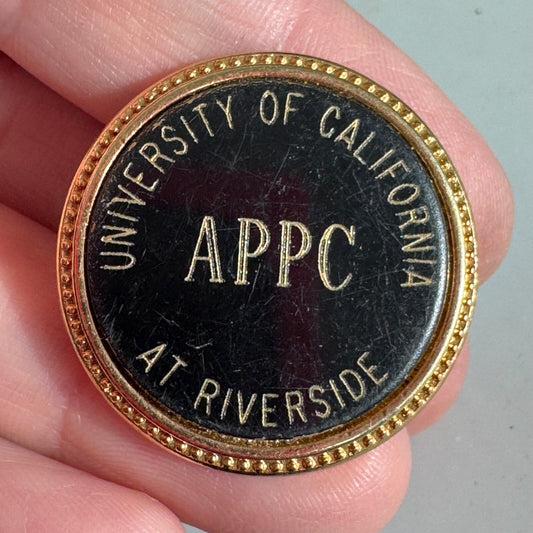 UNIVERSITY OF CALIFORNIA
APPC
AT RIVERSIDE